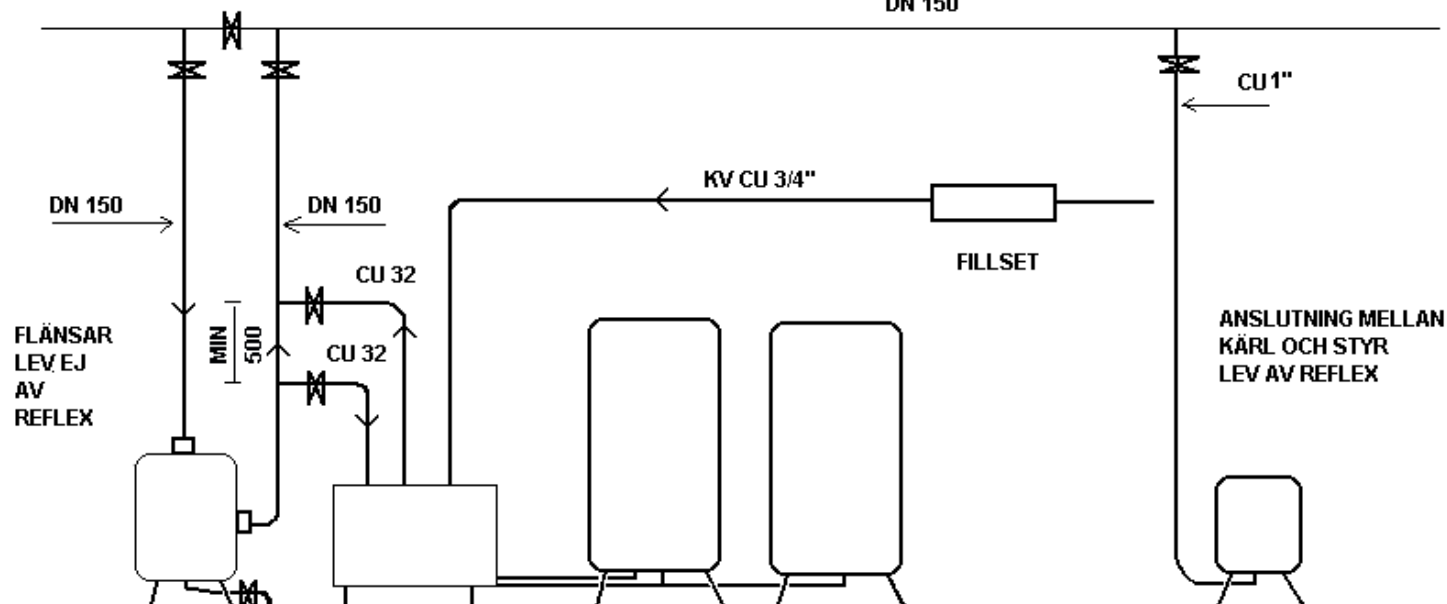 DN 150
CU 1"
KV CU 3/4"
DN 150
DN 150
FILLSET
CU 32
MIN 500
CU 32
FLÄNSAR
LEV EJ
AV
REFLEX
ANSLUTNING MELLAN
KÄRL OCH STYR
LEV AV REFLEX